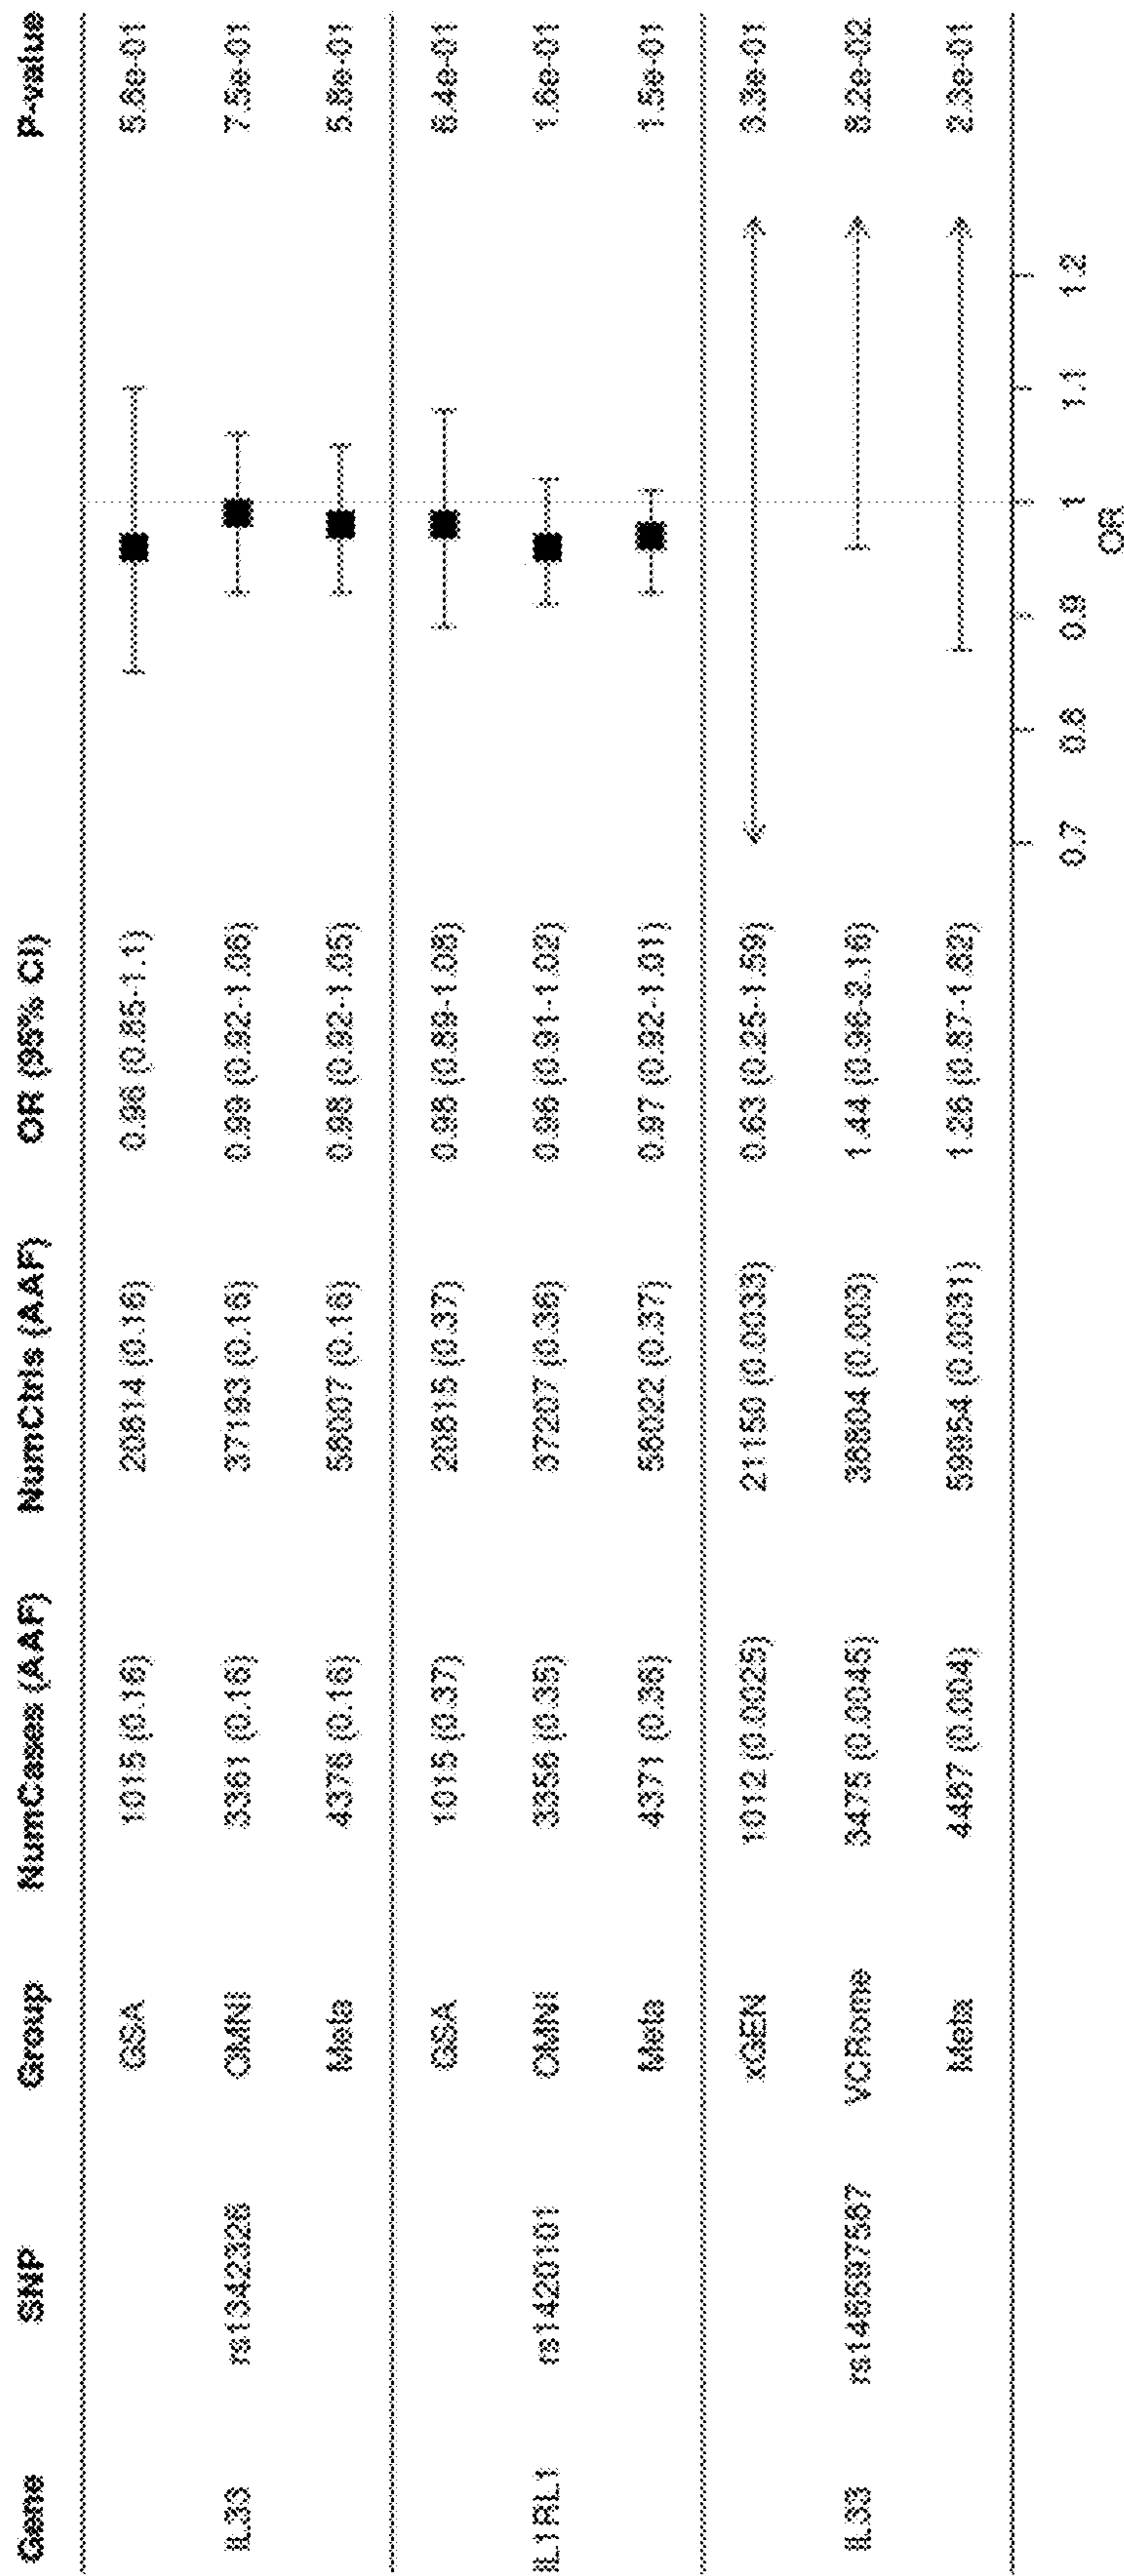 Gene SNP Group NumCases (AAF) NumCtrls (AAF) OR (95% CI) P-value
GSA 1015 (0.16) 20814 (0.16) 0.96 (0.85-1.1) 5.6e-01
IL33 rs1342326 OMNI 3361 (0.16) 37193 (0.16) 0.99 (0.92-1.06) 7.5e-01
Meta 4376 (0.16) 58007 (0.16) 0.98 (0.92-1.05) 5.8e-01
GSA 1015 (0.37) 20815 (0.37) 0.98 (0.89-1.08) 6.4e-01
IL1RL1 rs1420101 OMNI 3356 (0.35) 37207 (0.36) 0.96 (0.91-1.02) 1.6e-01
Meta 4371 (0.36) 58022 (0.37) 0.97 (0.92-1.01) 1.5e-01
xGEN 1012 (0.0025) 21150 (0.0033) 0.63 (0.25-1.59) 3.3e-01
IL33 rs146597587 VCRome 3475 (0.0045) 38804 (0.003) 1.44 (0.96-2.16) 8.2e-02
Meta 4487 (0.004) 59954 (0.0031) 1.26 (0.87-1.82) 2.3e-01
0.7 0.8 0.9 1 1.1 1.2
OR